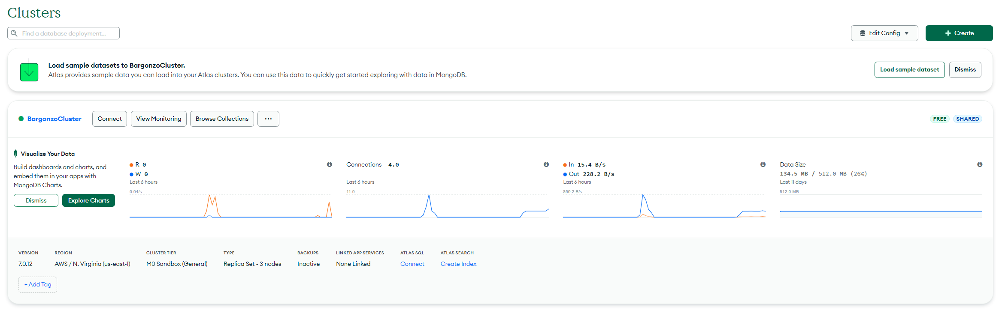 Clusters
Find a database deployment...
Edit Config
+ Create
Load sample datasets to BargonzoCluster.
Atlas provides sample data you can load into your Atlas clusters. You can use this data to quickly get started exploring with data in MongoDB.
Load sample dataset
Dismiss
BargonzoCluster
Connect
View Monitoring
Browse Collections
...
FREE
SHARED
Visualize Your Data
Build dashboards and charts, and
embed them in your apps with
MongoDB Charts.
Dismiss
Explore Charts
R 0
W 0
Last 6 hours
0.04/s
Connections 4.0
Last 6 hours
11.0
In 15.4 B/s
Out 228.2 B/s
Last 6 hours
859.2 B/s
Data Size
134.5 MB / 512.0 MB (26%)
Last 11 days
512.0 MB
VERSION
7.0.12
REGION
AWS / N. Virginia (us-east-1)
CLUSTER TIER
M0 Sandbox (General)
TYPE
Replica Set - 3 nodes
BACKUPS
Inactive
LINKED APP SERVICES
None Linked
ATLAS SQL
Connect
ATLAS SEARCH
Create Index
+ Add Tag